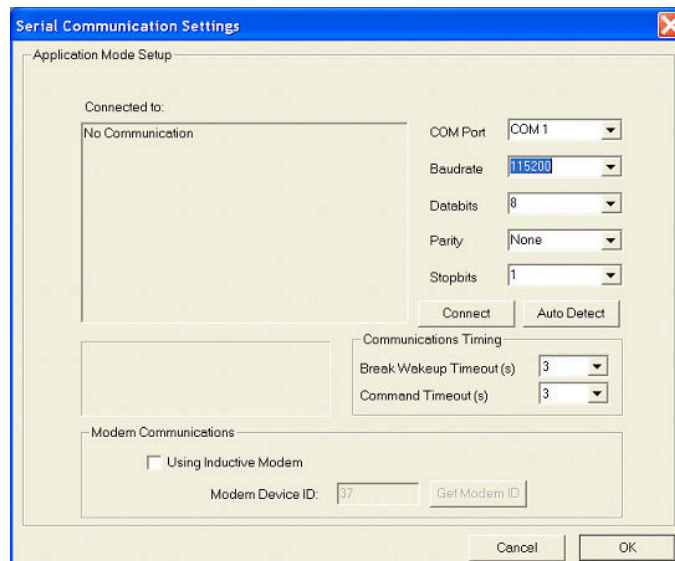 Serial Communication Settings
Application Mode Setup
Connected to:
No Communication
COM Port COM 1
Baudrate 115200
Databits 8
Parity None
Stopbits 1
Connect Auto Detect
Communications Timing
Break Wakeup Timeout (s) 3
Command Timeout (s) 3
Modem Communications
Using Inductive Modem
Modem Device ID: 37 Get Modem ID
Cancel OK